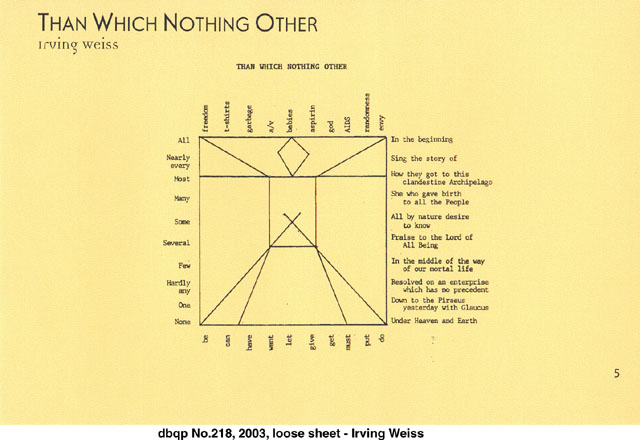 THAN WHICH NOTHING OTHER
Irving Weiss
THAN WHICH NOTHING OTHER
freedom
t-shirts
garbage
a/v
babies
aspirin
god
AIDS
randomness
envy
All
Nearly
every
Most
Many
Some
Several
Few
Hardly
any
One
None
In the beginning
Sing the story of
How they got to this
clandestine Archipelago
She who gave birth
to all the People
All by nature desire
to know
Praise to the Lord of
All Being
In the middle of the way
of our mortal life
Resolved on an enterprise
which has no precedent
Down to the Piraeus
yesterday with Glaucus
Under Heaven and Earth
be
can
have
want
let
give
get
must
put
do
5
dbqp No.218, 2003, loose sheet - Irving Weiss